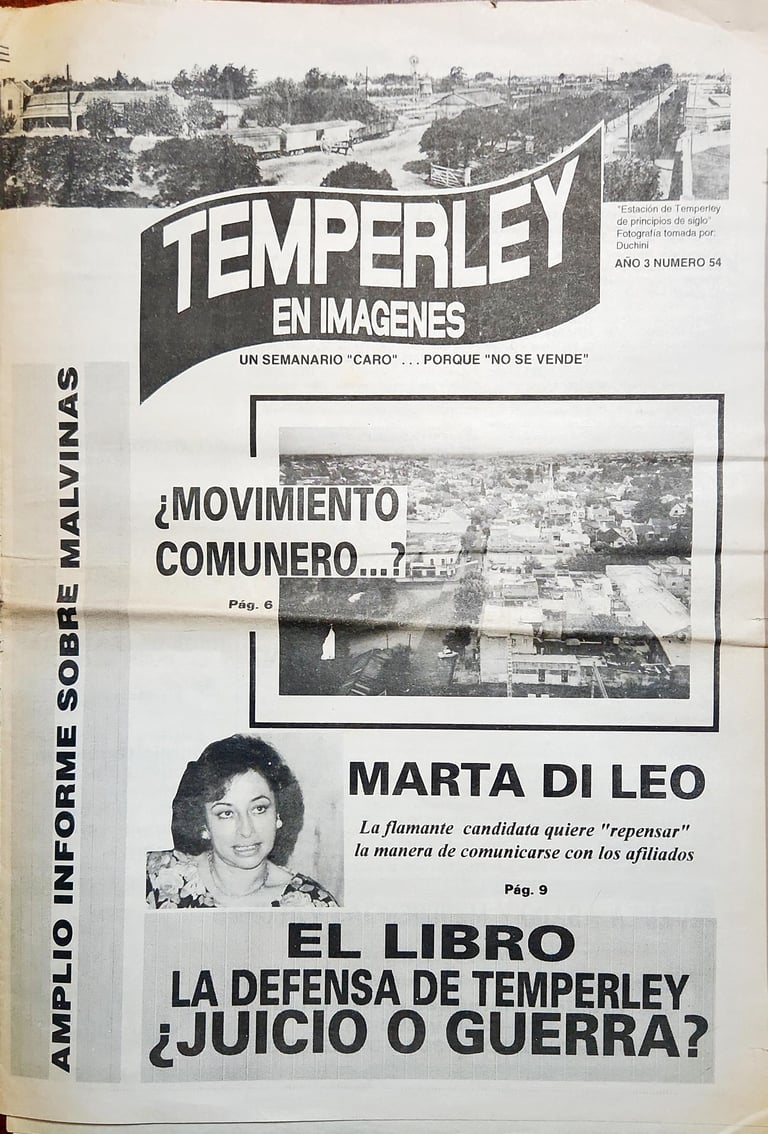 "Estación de Temperley
de principios de siglo"
Fotografía tomada por:
Duchini
AÑO 3 NUMERO 54
TEMPERLEY
EN IMAGENES
UN SEMANARIO "CARO" . . . PORQUE "NO SE VENDE"
AMPLIO INFORME SOBRE MALVINAS
¿MOVIMIENTO
COMUNERO...?
Pág. 6
MARTA DI LEO
La flamante candidata quiere "repensar"
la manera de comunicarse con los afiliados
Pág. 9
EL LIBRO
LA DEFENSA DE TEMPERLEY
¿JUICIO O GUERRA?